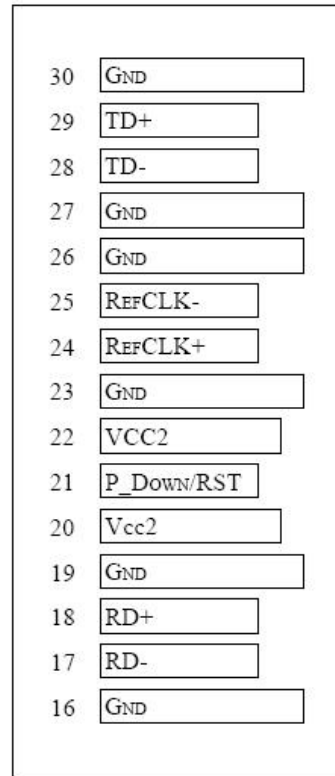 30 GND
29 TD+
28 TD-
27 GND
26 GND
25 REFCLK-
24 REFCLK+
23 GND
22 VCC2
21 P_DOWN/RST
20 Vcc2
19 GND
18 RD+
17 RD-
16 GND